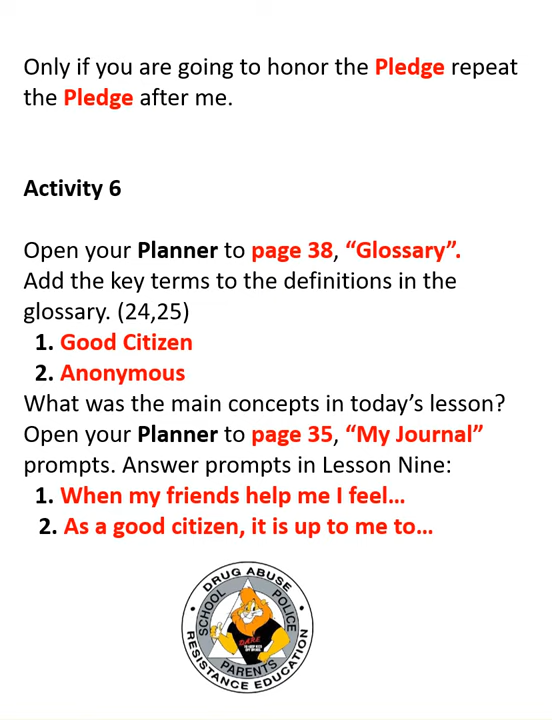 Only if you are going to honor the Pledge repeat
the Pledge after me.
Activity 6
Open your Planner to page 38, “Glossary”.
Add the key terms to the definitions in the
glossary. (24,25)
1. Good Citizen
2. Anonymous
What was the main concepts in today’s lesson?
Open your Planner to page 35, “My Journal”
prompts. Answer prompts in Lesson Nine:
1. When my friends help me I feel…
2. As a good citizen, it is up to me to…
DRUG ABUSE
RESISTANCE EDUCATION
SCHOOL
POLICE
PARENTS
D.A.R.E